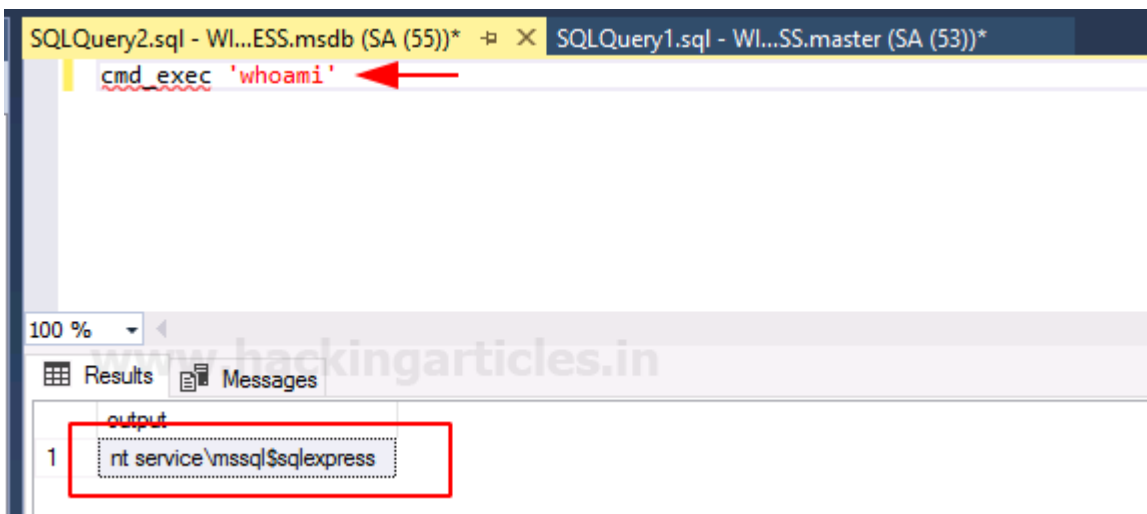 SQLQuery2.sql - WI...ESS.msdb (SA (55))* SQLQuery1.sql - WI...SS.master (SA (53))*
cmd_exec 'whoami'
100 %
www.hackingarticles.in
Results Messages
output
1 nt service\mssql$sqlexpress